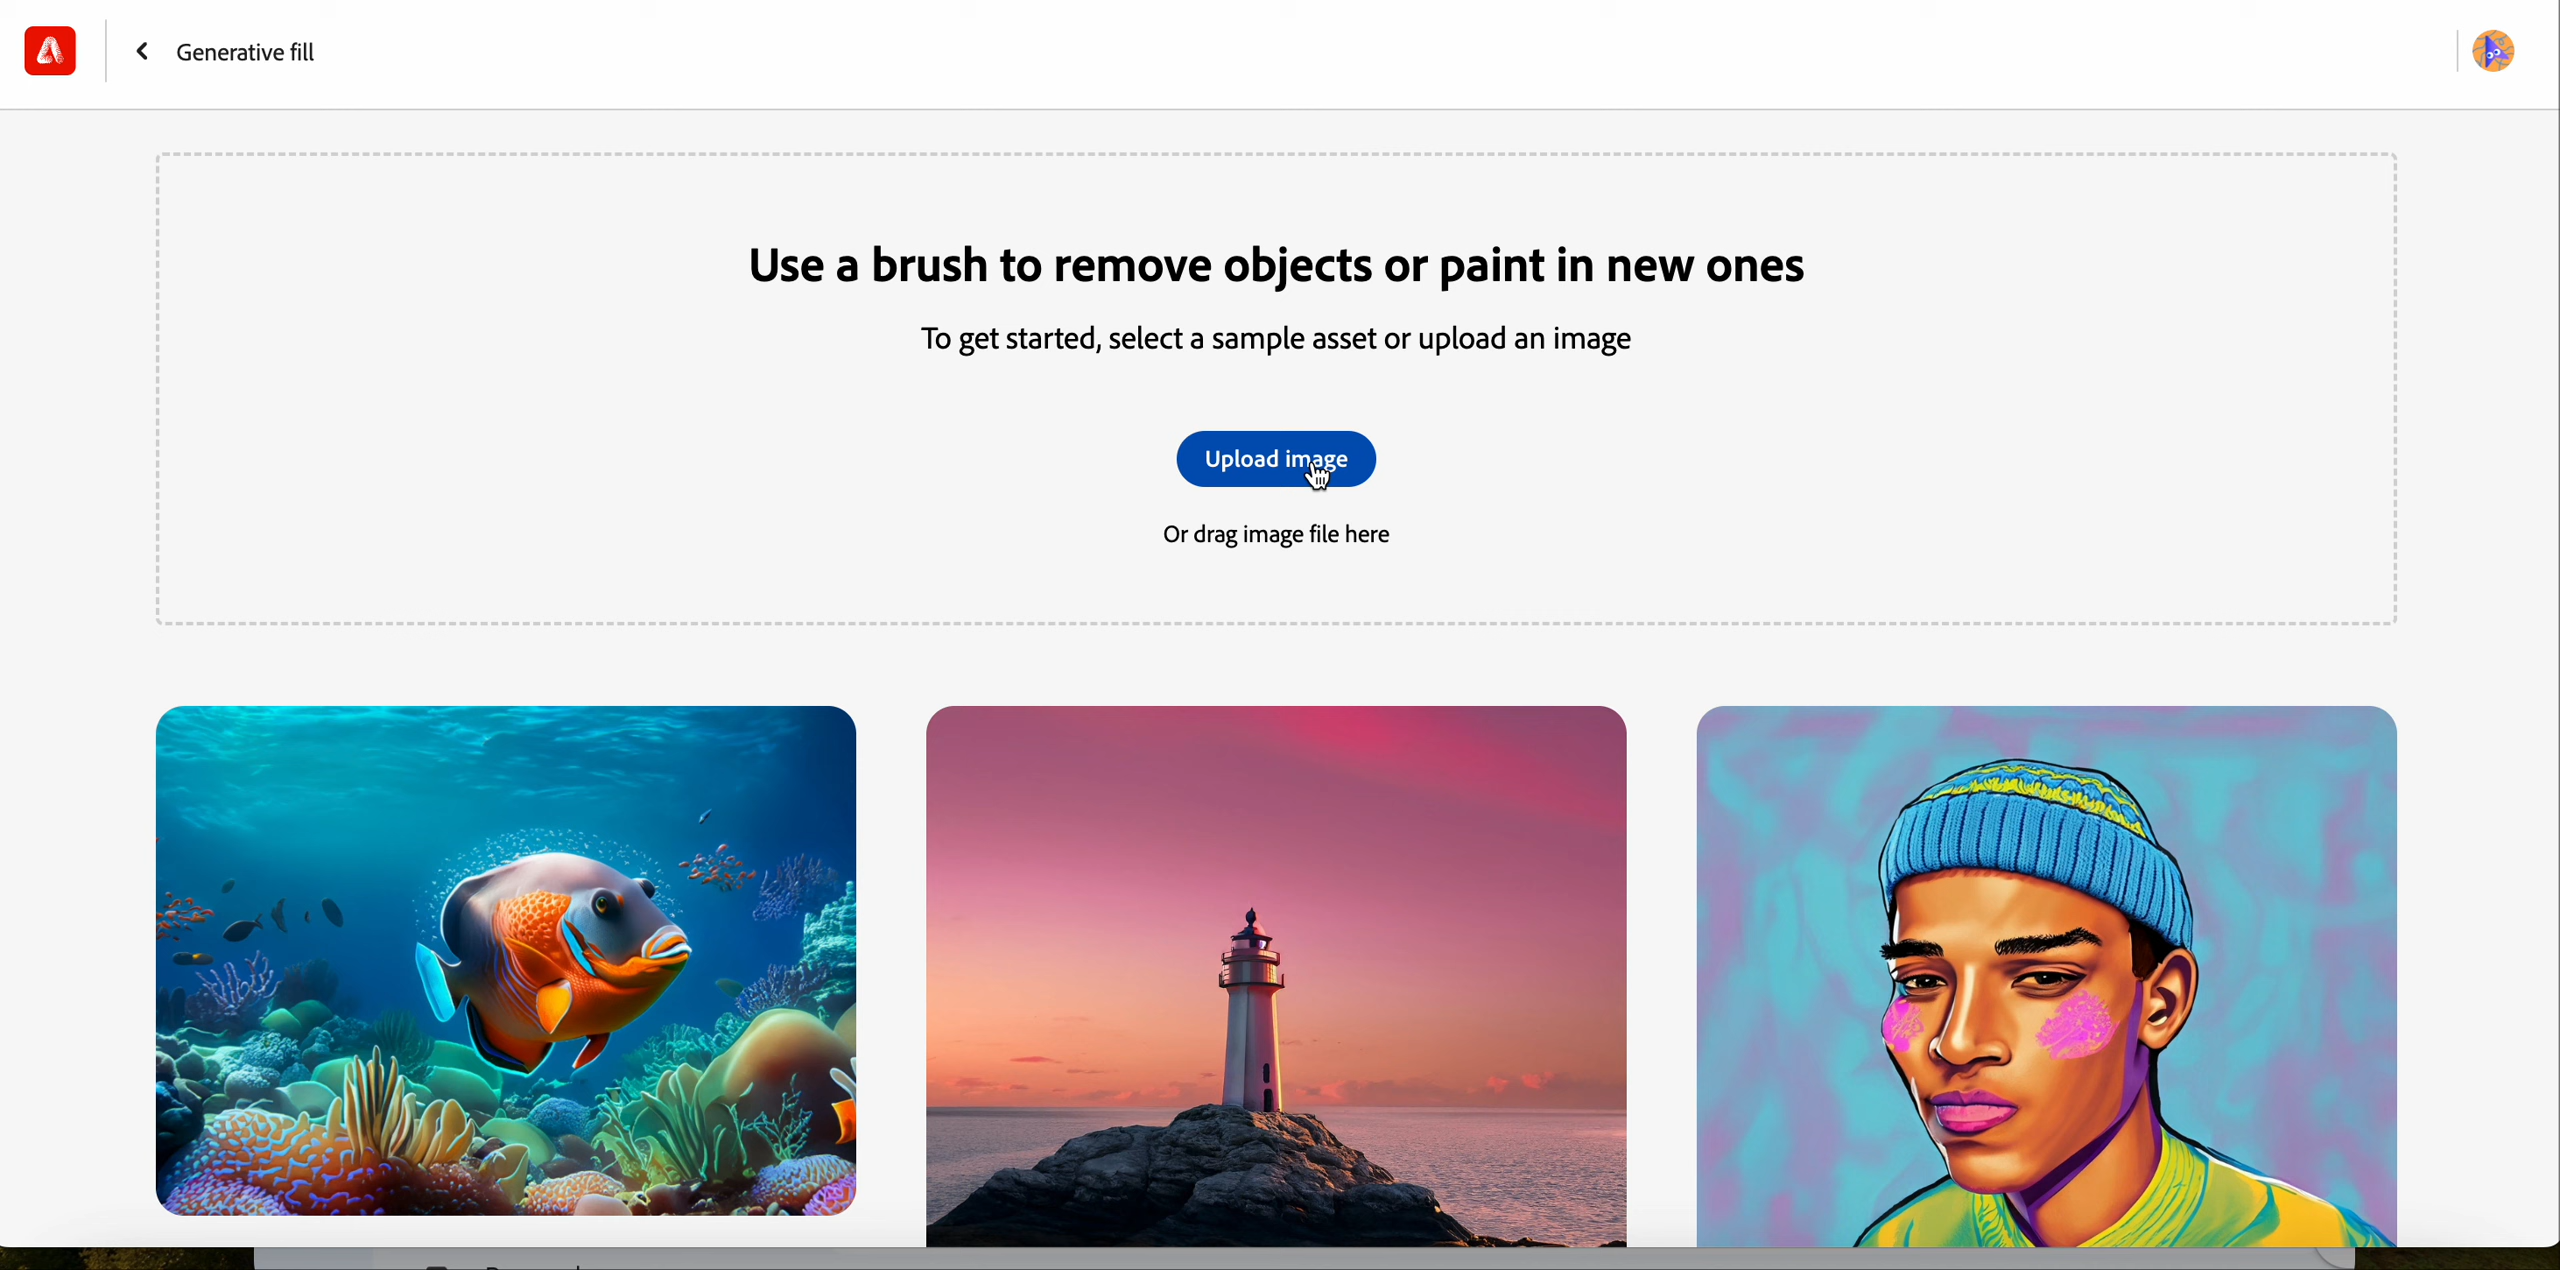 Generative fill
Use a brush to remove objects or paint in new ones
To get started, select a sample asset or upload an image
Upload image
Or drag image file here